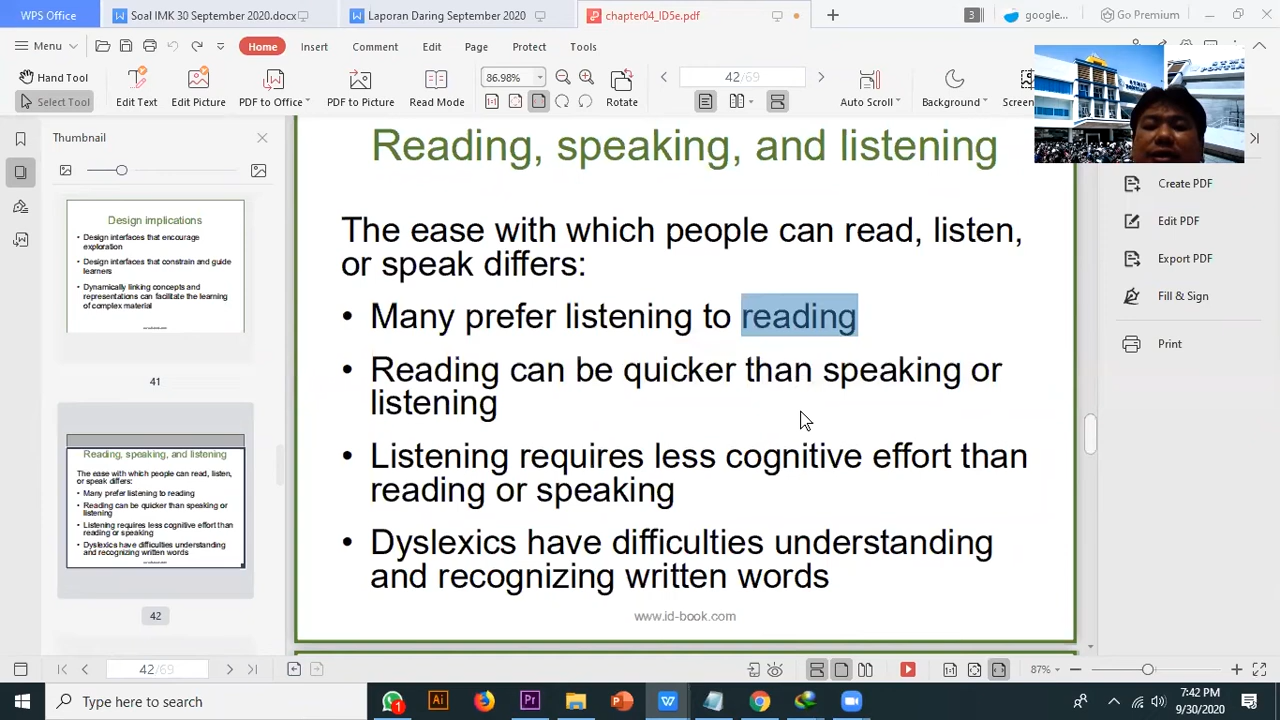 WPS Office
Soal IMK 30 September 2020.docx
Laporan Daring September 2020
chapter04_ID5e.pdf
3
google...
Go Premium
Menu
Home
Insert
Comment
Edit
Page
Protect
Tools
Hand Tool
Select Tool
Edit Text
Edit Picture
PDF to Office
PDF to Picture
Read Mode
86.98%
Rotate
42/69
Auto Scroll
Background
Screen
Thumbnail
Design implications
• Design interfaces that encourage
exploration
• Design interfaces that constrain and guide
learners
• Dynamically linking concepts and
representations can facilitate the learning
of complex material
41
Reading, speaking, and listening
The ease with which people can read, listen,
or speak differs:
• Many prefer listening to reading
• Reading can be quicker than speaking or
listening
• Listening requires less cognitive effort than
reading or speaking
• Dyslexics have difficulties understanding
and recognizing written words
42
Reading, speaking, and listening
The ease with which people can read, listen,
or speak differs:
• Many prefer listening to reading
• Reading can be quicker than speaking or
listening
• Listening requires less cognitive effort than
reading or speaking
• Dyslexics have difficulties understanding
and recognizing written words
www.id-book.com
Create PDF
Edit PDF
Export PDF
Fill & Sign
Print
42/69
87%
Type here to search
1
7:42 PM
9/30/2020